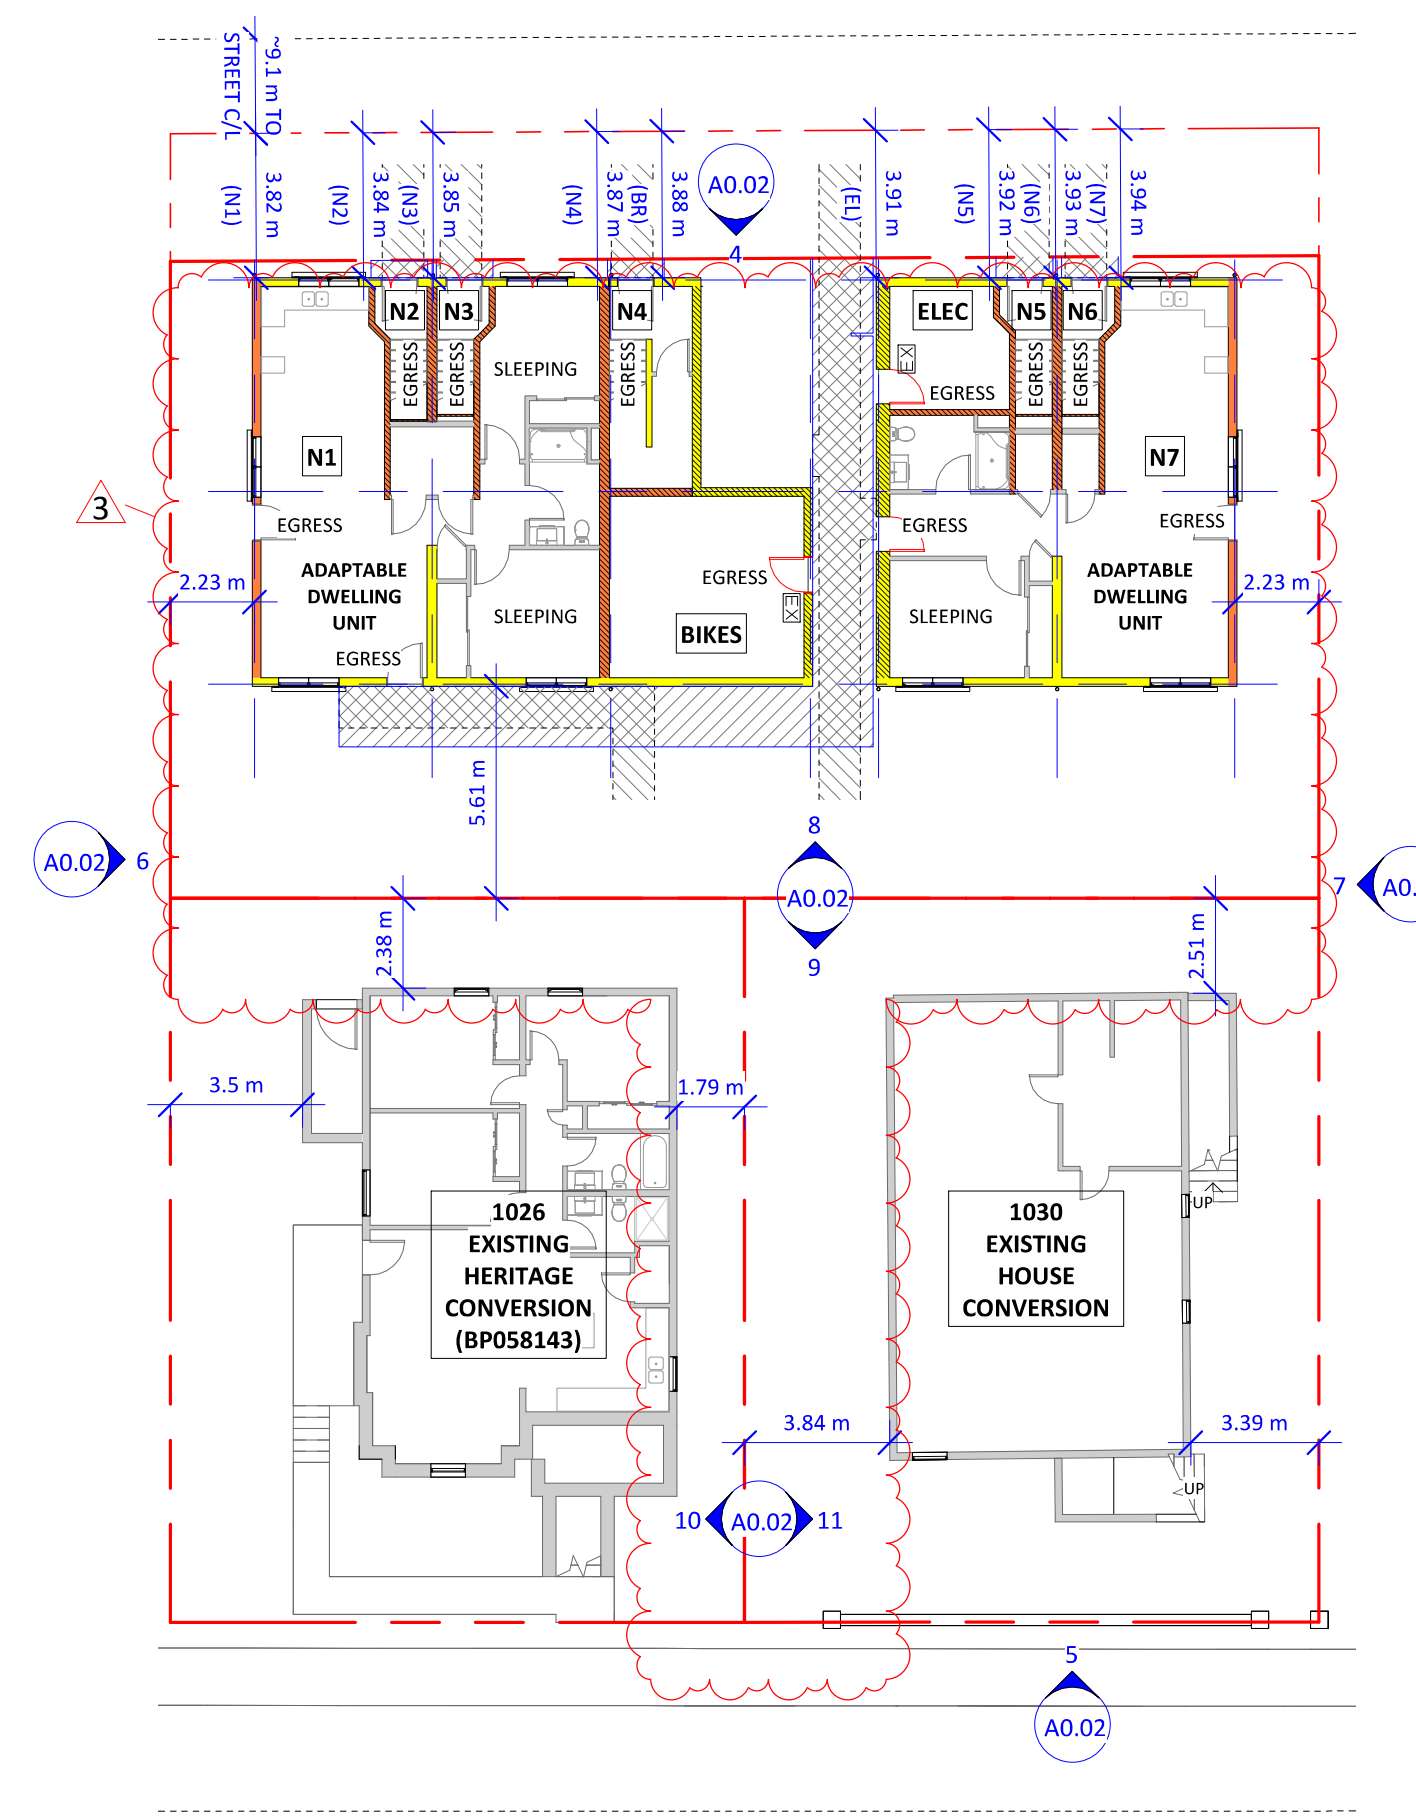 ~9.1 m TO
STREET C/L
3.82 m
(N1)
(N2)
3.84 m
(N3)
3.85 m
(N4)
3.87 m
(BR)
3.88 m
A0.02
4
(EL)
3.91 m
(N5)
3.92 m
(N6)
3.93 m
(N7)
3.94 m
N2
N3
N4
ELEC
N5
N6
EGRESS
EGRESS
EGRESS
EGRESS
EGRESS
SLEEPING
EX
EGRESS
N1
N7
3
EGRESS
EGRESS
EGRESS
ADAPTABLE
DWELLING
UNIT
ADAPTABLE
DWELLING
UNIT
EGRESS
2.23 m
2.23 m
SLEEPING
EX
SLEEPING
BIKES
EGRESS
5.61 m
8
A0.02
9
A0.02
6
7
A0.
2.38 m
2.51 m
3.5 m
1.79 m
UP
1026
EXISTING
HERITAGE
CONVERSION
(BP058143)
1030
EXISTING
HOUSE
CONVERSION
3.84 m
3.39 m
UP
10
A0.02
11
5
A0.02